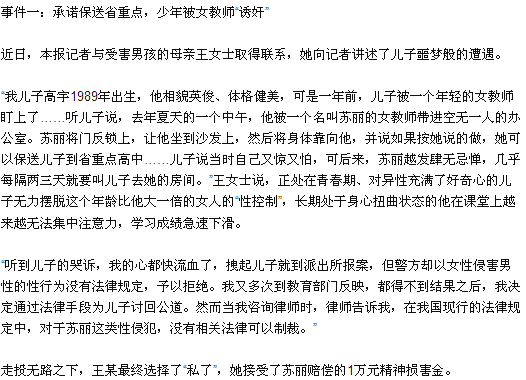 事件一：承诺保送省重点，少年被女教师“诱奸”
近日，本报记者与受害男孩的母亲王女士取得联系，她向记者讲述了儿子噩梦般的遭遇。
“我儿子高宇1989年出生，他相貌英俊、体格健美，可是一年前，儿子被一个年轻的女教师
盯上了……听儿子说，去年夏天的一个中午，他被一个名叫苏丽的女教师带进空无一人的办
公室。苏丽将门反锁上，让他坐到沙发上，然后将身体靠向他，并说如果按她说的做，她可
以保送儿子到省重点高中……儿子说当时自己又惊又怕，可后来，苏丽越发肆无忌惮，几乎
每隔两三天就要叫儿子去她的房间。”王女士说，正处在青春期、对异性充满了好奇心的儿
子无力摆脱这个年龄比他大一倍的女人的“性控制”，长期处于身心扭曲状态的他在课堂上越
来越无法集中注意力，学习成绩急速下滑。
“听到儿子的哭诉，我的心都快流血了，拽起儿子就到派出所报案，但警方却以女性侵害男
性的性行为没有法律规定，予以拒绝。我又多次到教育部门反映，都得不到结果之后，我决
定通过法律手段为儿子讨回公道。然而当我咨询律师时，律师告诉我，在我国现行的法律规
定中，对于苏丽这类性侵犯，没有相关法律可以制裁。”
走投无路之下，王某最终选择了“私了”，她接受了苏丽赔偿的1万元精神损害金。